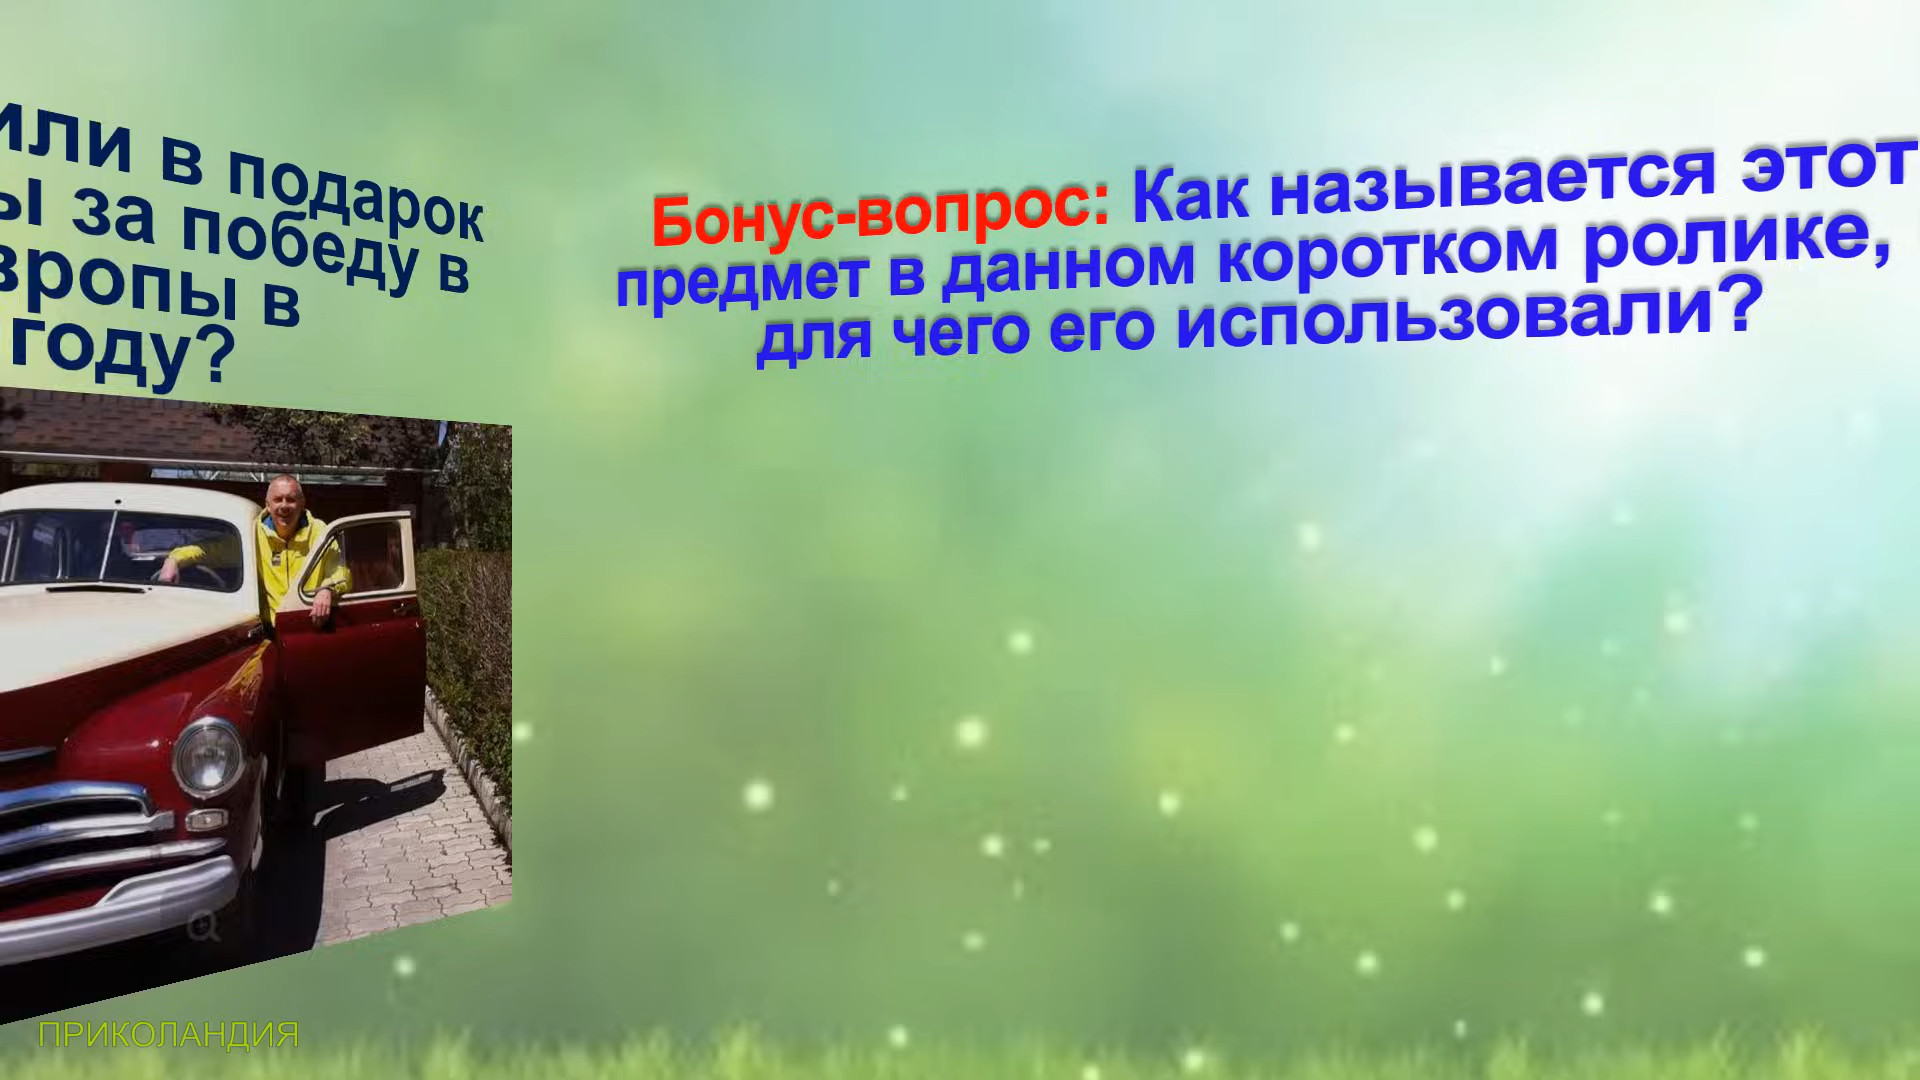 или в подарок
ы за победу в
вропы в
году?
Бонус-вопрос: Как называется этот
предмет в данном коротком ролике,
для чего его использовали?
ПРИКОЛАНДИЯ